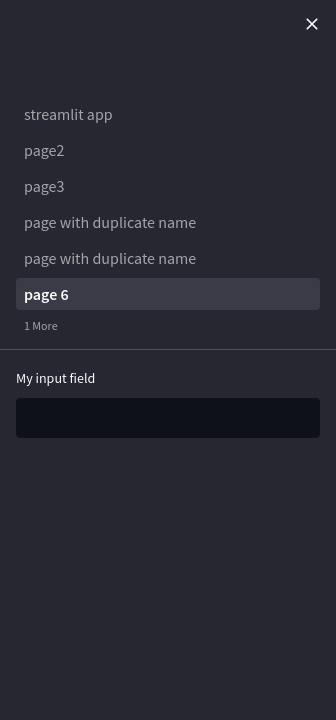 streamlit app
page2
page3
page with duplicate name
page with duplicate name
page 6
1 More
My input field